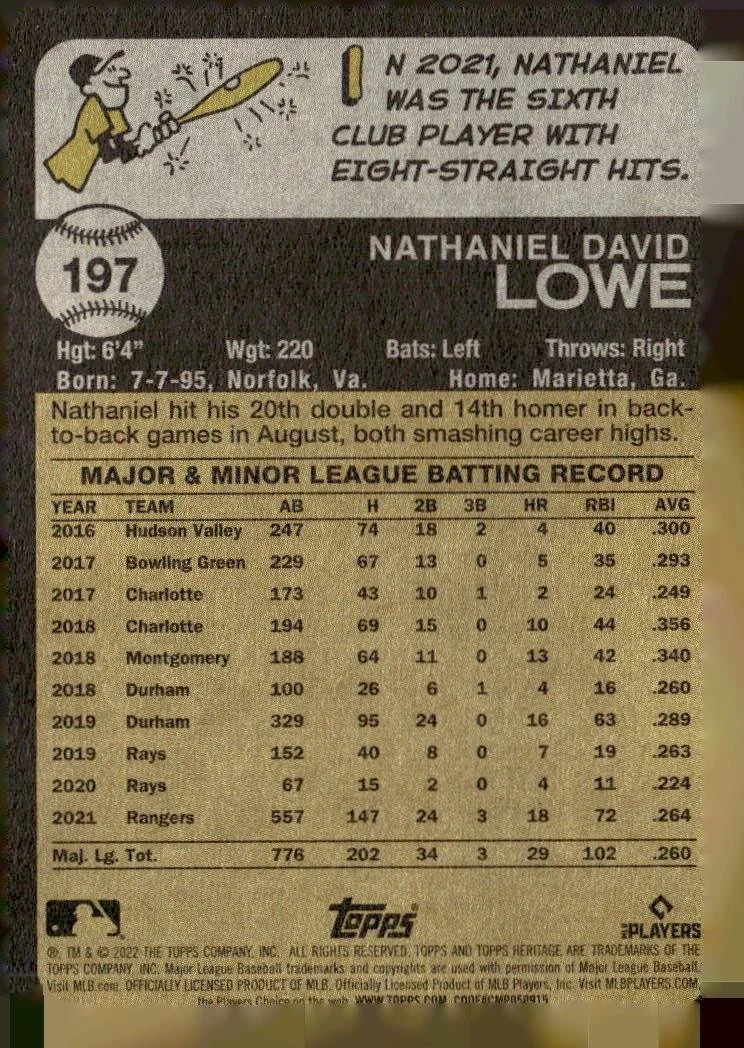 IN 2021, NATHANIEL
WAS THE SIXTH
CLUB PLAYER WITH
EIGHT-STRAIGHT HITS.
197
NATHANIEL DAVID
LOWE
Hgt: 6'4" Wgt: 220 Bats: Left Throws: Right
Born: 7-7-95, Norfolk, Va. Home: Marietta, Ga.
Nathaniel hit his 20th double and 14th homer in back-
to-back games in August, both smashing career highs.
MAJOR & MINOR LEAGUE BATTING RECORD
YEAR TEAM AB H 2B 3B HR RBI AVG
2016 Hudson Valley 247 74 18 2 4 40 .300
2017 Bowling Green 229 67 13 0 5 35 .293
2017 Charlotte 173 43 10 1 2 24 .249
2018 Charlotte 194 69 15 0 10 44 .356
2018 Montgomery 188 64 11 0 13 42 .340
2018 Durham 100 26 6 1 4 16 .260
2019 Durham 329 95 24 0 16 63 .289
2019 Rays 152 40 8 0 7 19 .263
2020 Rays 67 15 2 0 4 11 .224
2021 Rangers 557 147 24 3 18 72 .264
Maj. Lg. Tot. 776 202 34 3 29 102 .260
Topps
PLAYERS
®, TM & © 2022 THE TOPPS COMPANY, INC. ALL RIGHTS RESERVED. TOPPS AND TOPPS HERITAGE ARE TRADEMARKS OF THE
TOPPS COMPANY, INC. Major League Baseball trademarks and copyrights are used with permission of Major League Baseball.
Visit MLB.com. OFFICIALLY LICENSED PRODUCT OF MLB. Officially Licensed Product of MLB Players, Inc. Visit MLBPLAYERS.COM,
the Players Choice on the web. WWW.TOPPS.COM